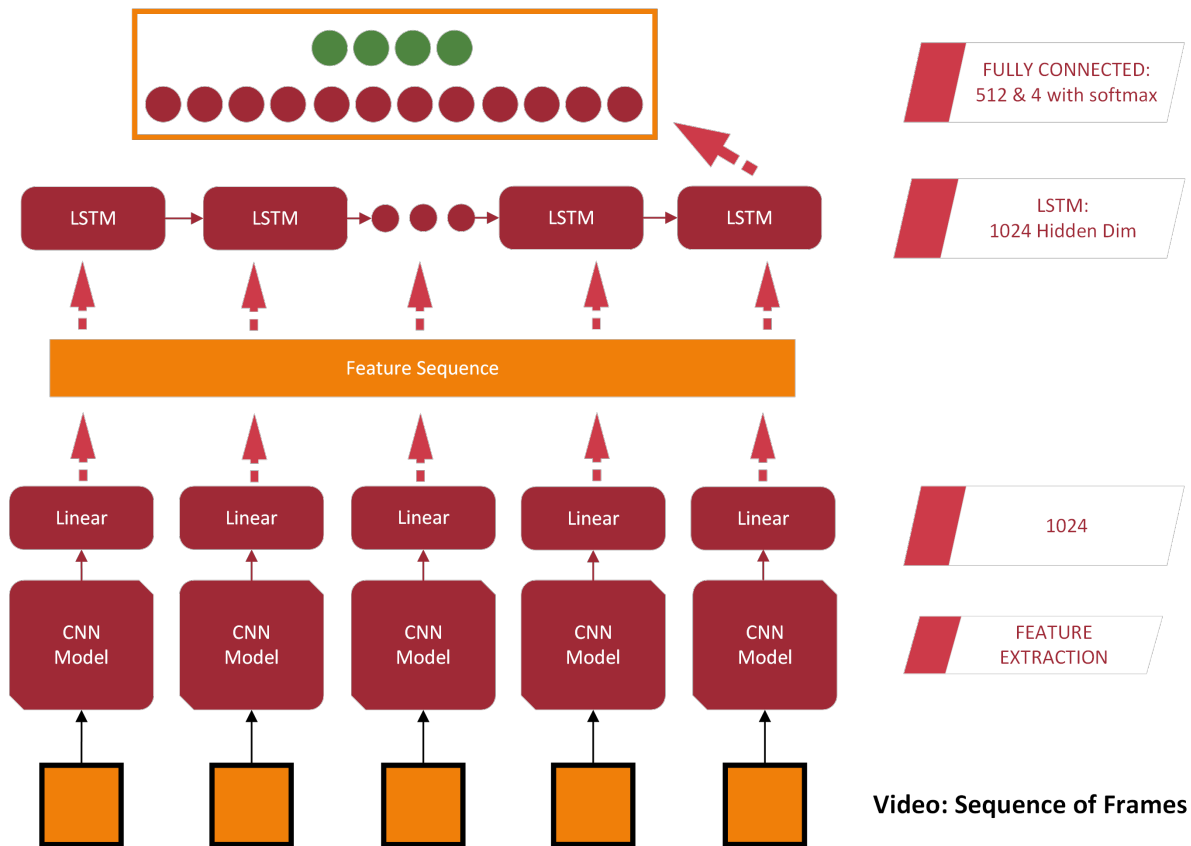 FULLY CONNECTED:
512 & 4 with softmax
LSTM
LSTM
LSTM
LSTM
LSTM:
1024 Hidden Dim
Feature Sequence
Linear
Linear
Linear
Linear
Linear
1024
CNN
Model
CNN
Model
CNN
Model
CNN
Model
CNN
Model
FEATURE
EXTRACTION
Video: Sequence of Frames